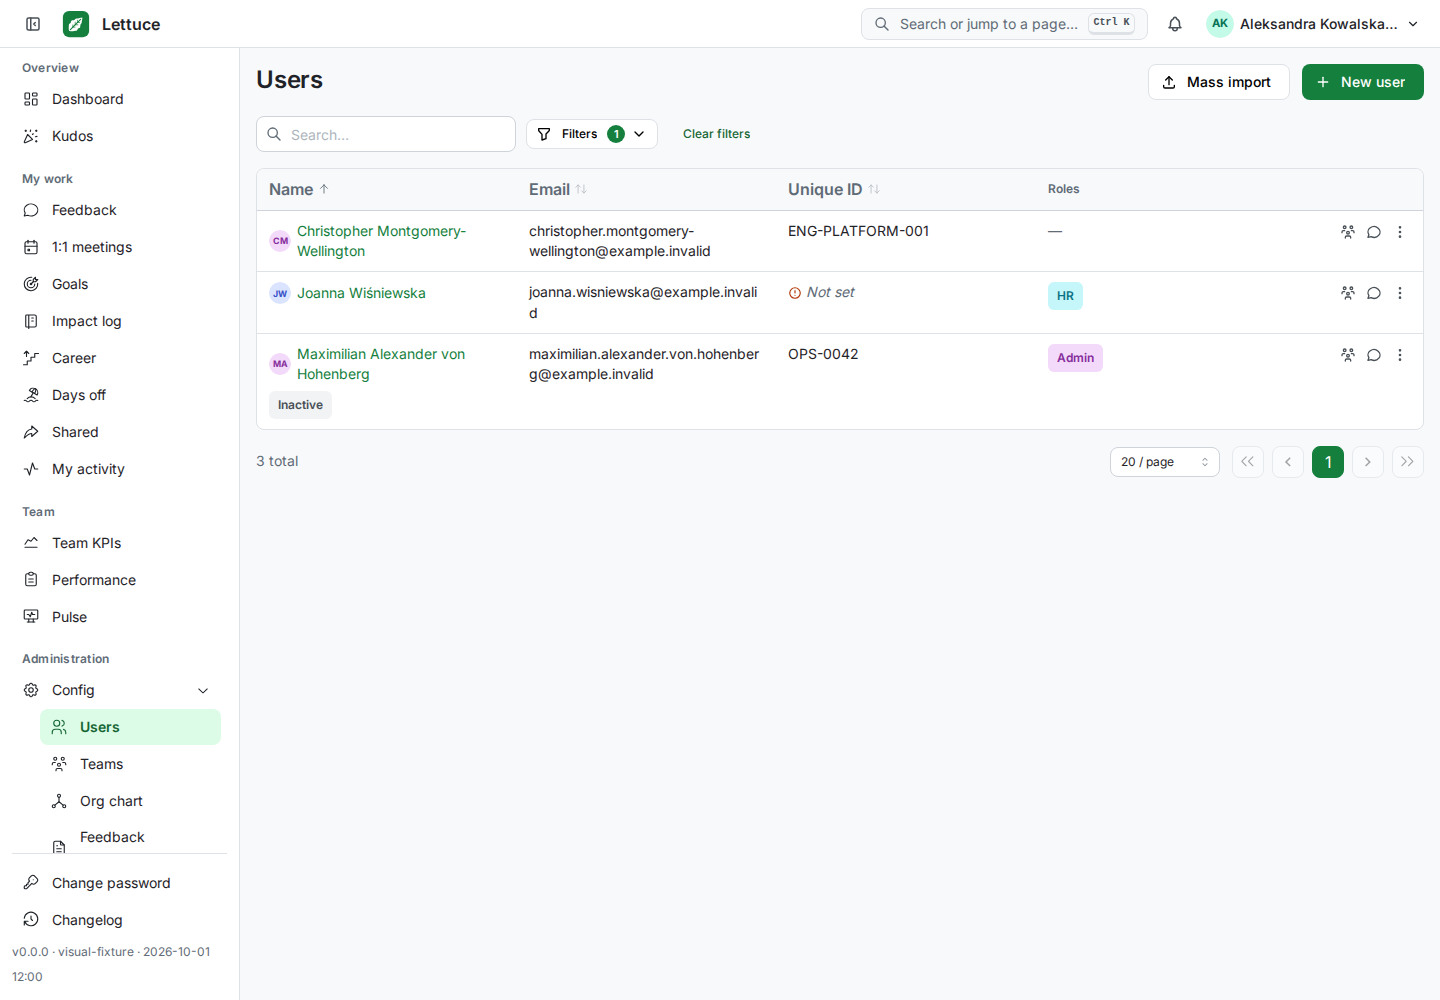 Lettuce
Search or jump to a page...
Ctrl K
AK
Aleksandra Kowalska...
Overview
Dashboard
Kudos
My work
Feedback
1:1 meetings
Goals
Impact log
Career
Days off
Shared
My activity
Team
Team KPIs
Performance
Pulse
Administration
Config
Users
Teams
Org chart
Feedback
Change password
Changelog
v0.0.0 · visual-fixture · 2026-10-01
12:00
Users
Mass import
New user
Search...
Filters
1
Clear filters
Name
Email
Unique ID
Roles
CM
Christopher Montgomery-
Wellington
christopher.montgomery-
wellington@example.invalid
ENG-PLATFORM-001
—
JW
Joanna Wiśniewska
joanna.wisniewska@example.invali
d
Not set
HR
MA
Maximilian Alexander von
Hohenberg
Inactive
maximilian.alexander.von.hohenber
g@example.invalid
OPS-0042
Admin
3 total
20 / page
1